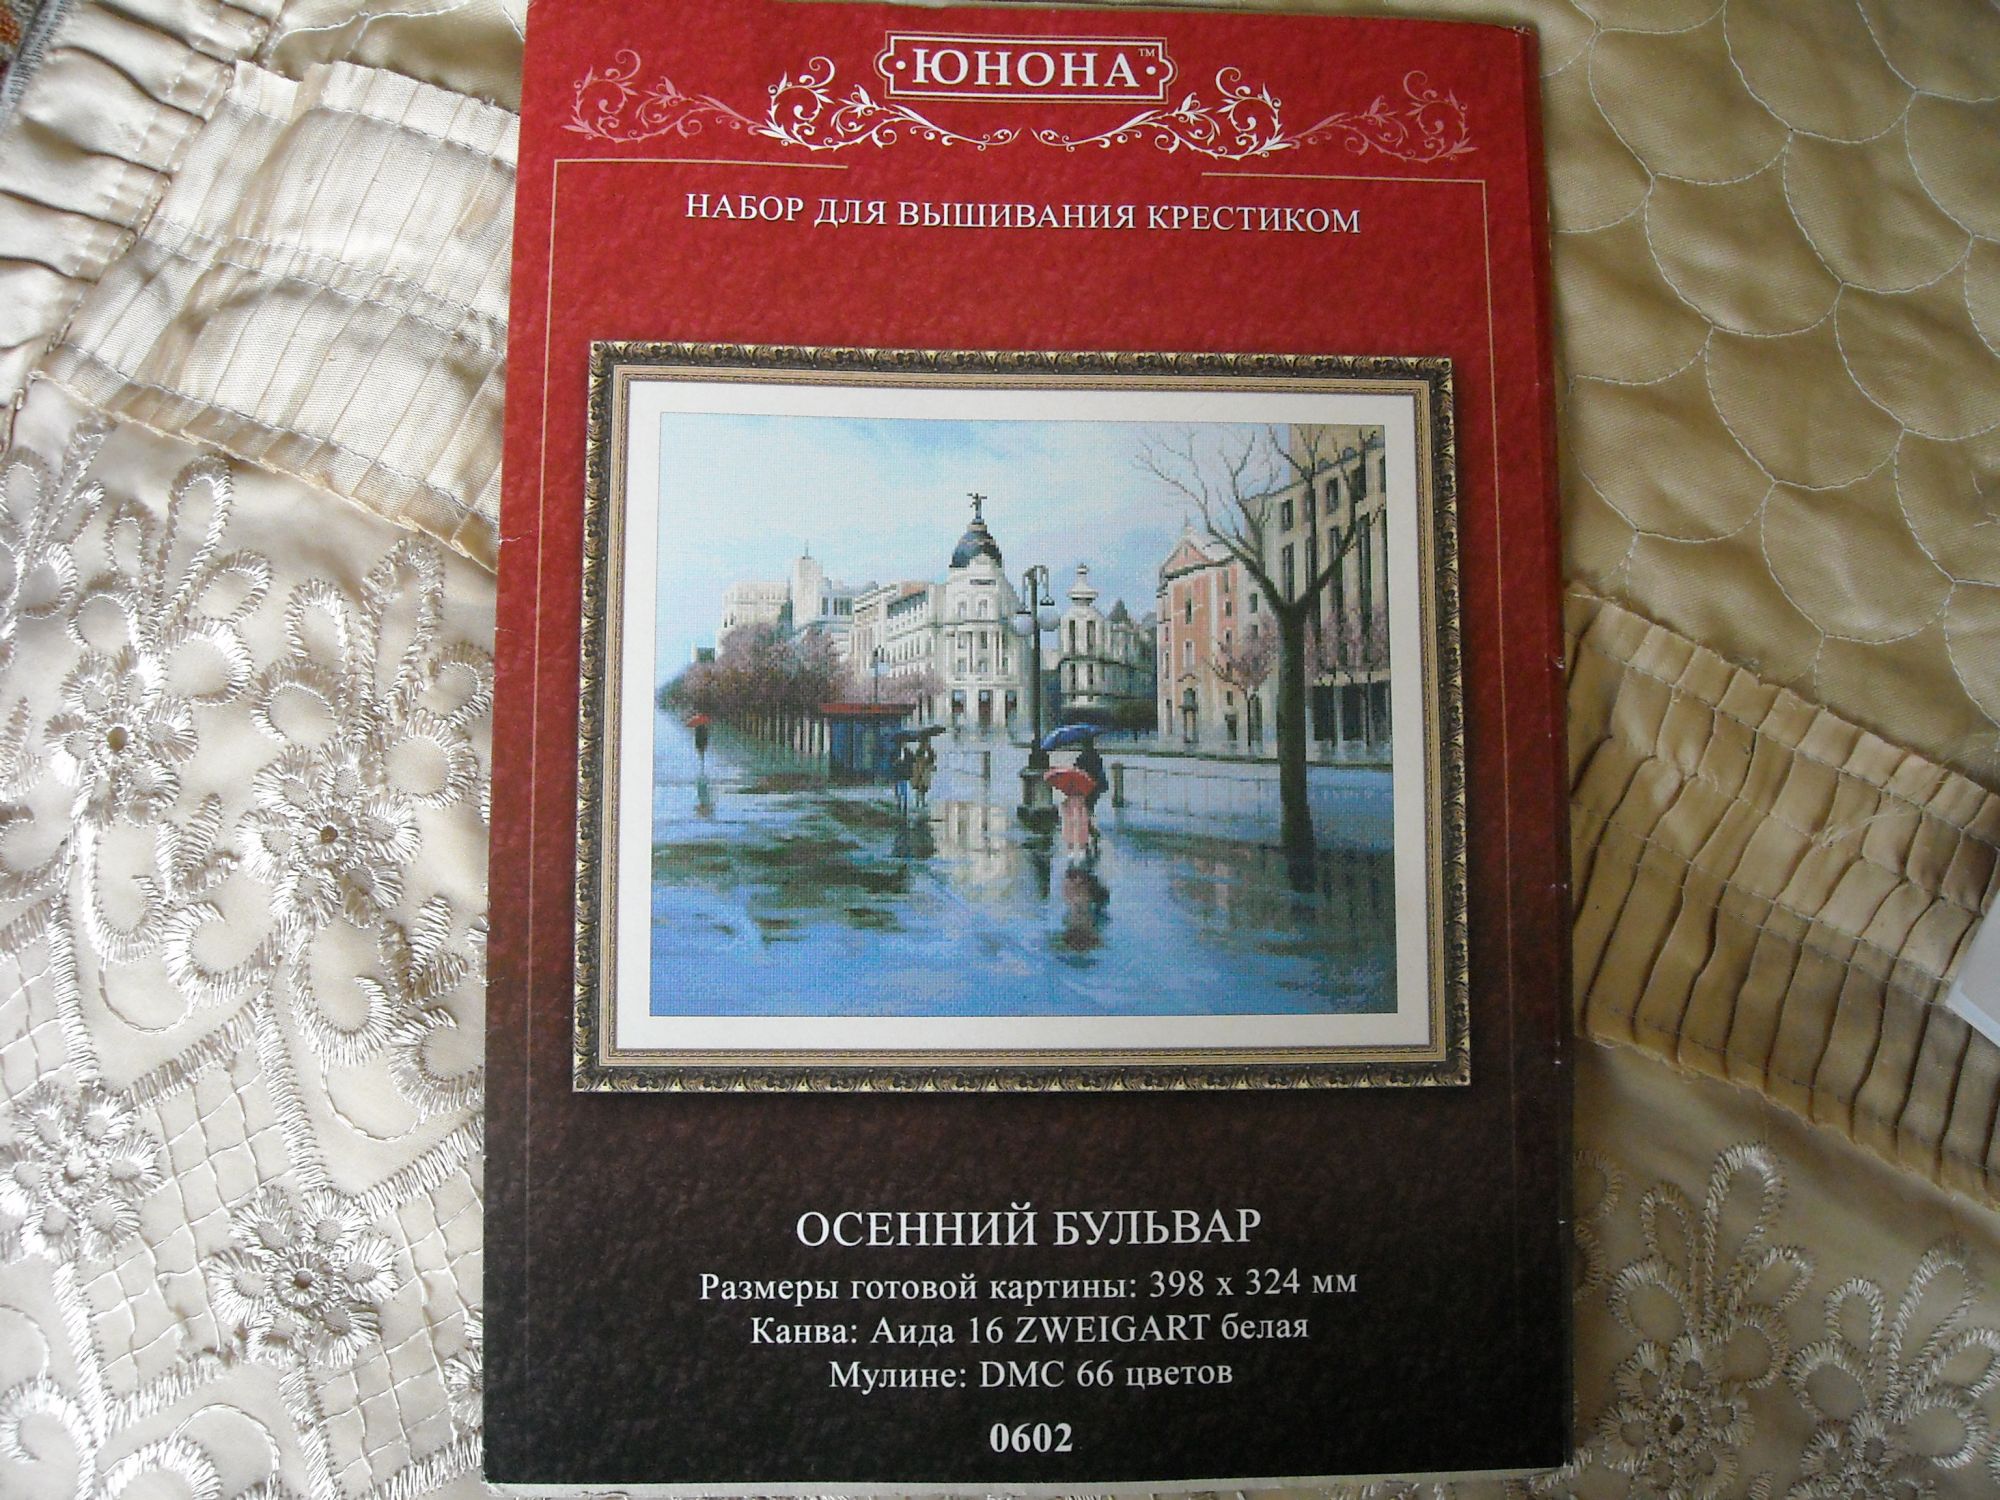 ·ЮНОНА·™
НАБОР ДЛЯ ВЫШИВАНИЯ КРЕСТИКОМ
ОСЕННИЙ БУЛЬВАР
Размеры готовой картины: 398 х 324 мм
Канва: Аида 16 ZWEIGART белая
Мулине: DMC 66 цветов
0602